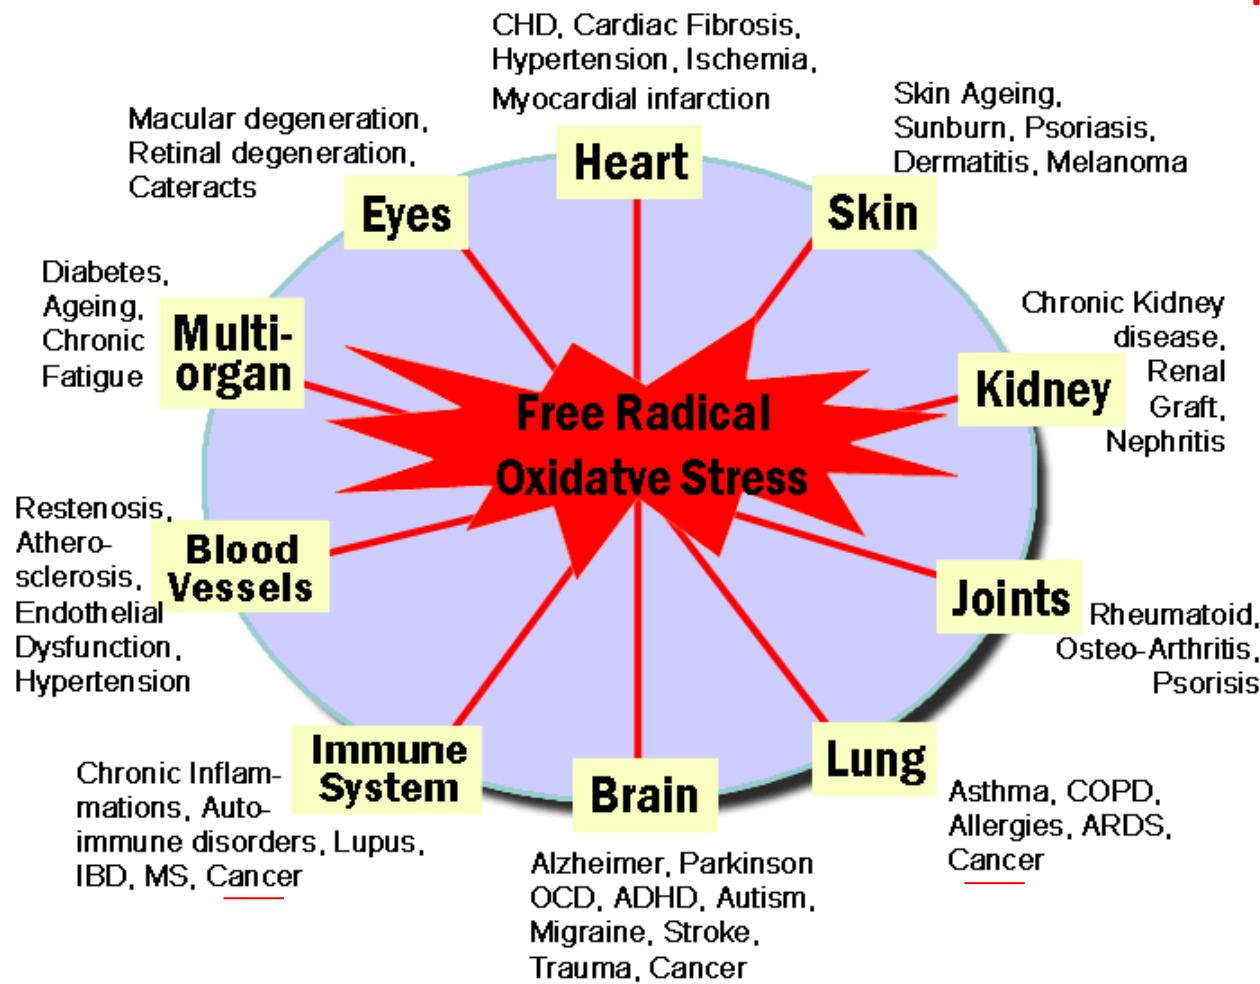 CHD, Cardiac Fibrosis,
Hypertension, Ischemia,
Myocardial infarction
Heart
Skin Ageing,
Sunburn, Psoriasis,
Dermatitis, Melanoma
Skin
Macular degeneration,
Retinal degeneration,
Cateracts
Eyes
Diabetes,
Ageing,
Chronic
Fatigue
Multi-
organ
Chronic Kidney
disease,
Renal
Graft,
Nephritis
Kidney
Free Radical
Oxidatve Stress
Restenosis,
Athero-
sclerosis,
Endothelial
Dysfunction,
Hypertension
Blood
Vessels
Joints
Rheumatoid,
Osteo-Arthritis,
Psorisis
Immune
System
Chronic Inflam-
mations, Auto-
immune disorders, Lupus,
IBD, MS, Cancer
Brain
Alzheimer, Parkinson
OCD, ADHD, Autism,
Migraine, Stroke,
Trauma, Cancer
Lung
Asthma, COPD,
Allergies, ARDS,
Cancer